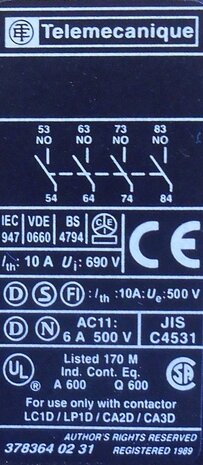 Telemecanique
53 63 73 83
NO NO NO NO
54 64 74 84
IEC 947 VDE 0660 BS 4794
CE
Ith: 10 A Ui: 690 V
D S FI : Ith :10A: Ue: 500 V
D N AC11: 6 A 500 V JIS C4531
UL Listed 170 M
Ind. Cont. Eq.
A 600 Q 600
For use only with contactor
LC1D / LP1D / CA2D / CA3D
AUTHOR'S RIGHTS RESERVED
378364 02 31 REGISTERED 1989